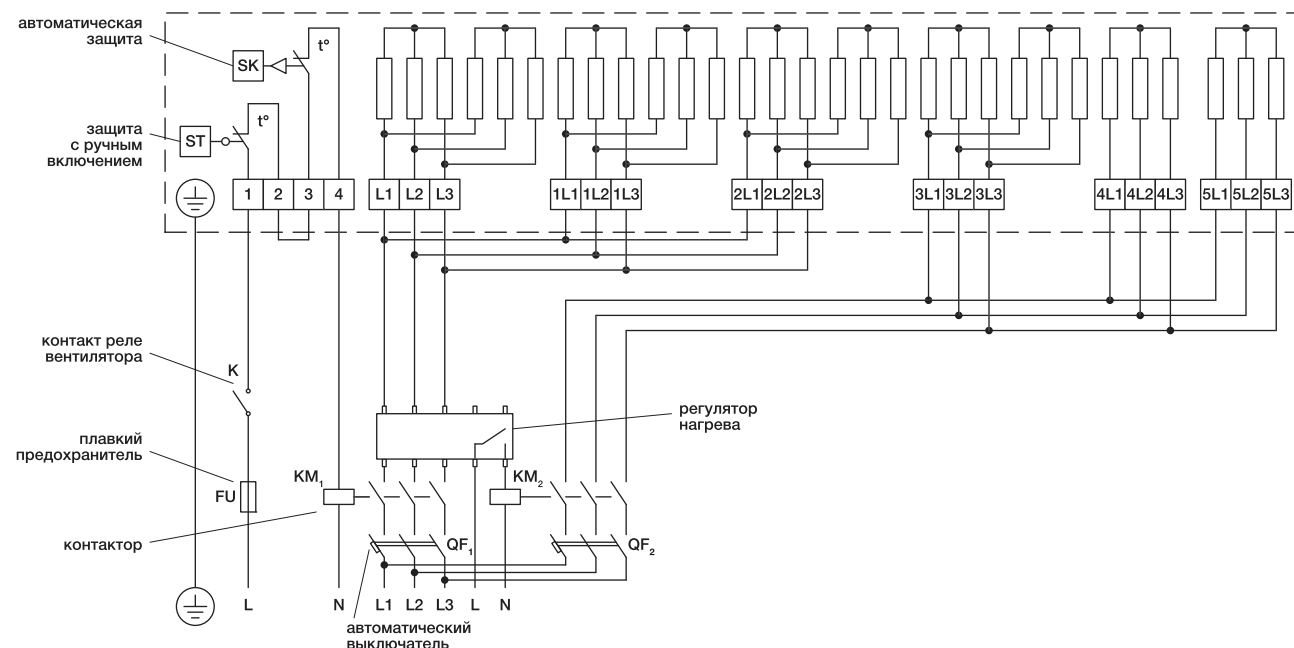 автоматическая
защита
SK
t°
защита
с ручным
включением
ST
t°
1 2 3 4 L1 L2 L3 1L1 1L2 1L3 2L1 2L2 2L3 3L1 3L2 3L3 4L1 4L2 4L3 5L1 5L2 5L3
контакт реле
вентилятора
K
регулятор
нагрева
плавкий
предохранитель
FU
KM1
KM2
контактор
QF1
QF2
L N L1 L2 L3 L N
автоматический
выключатель